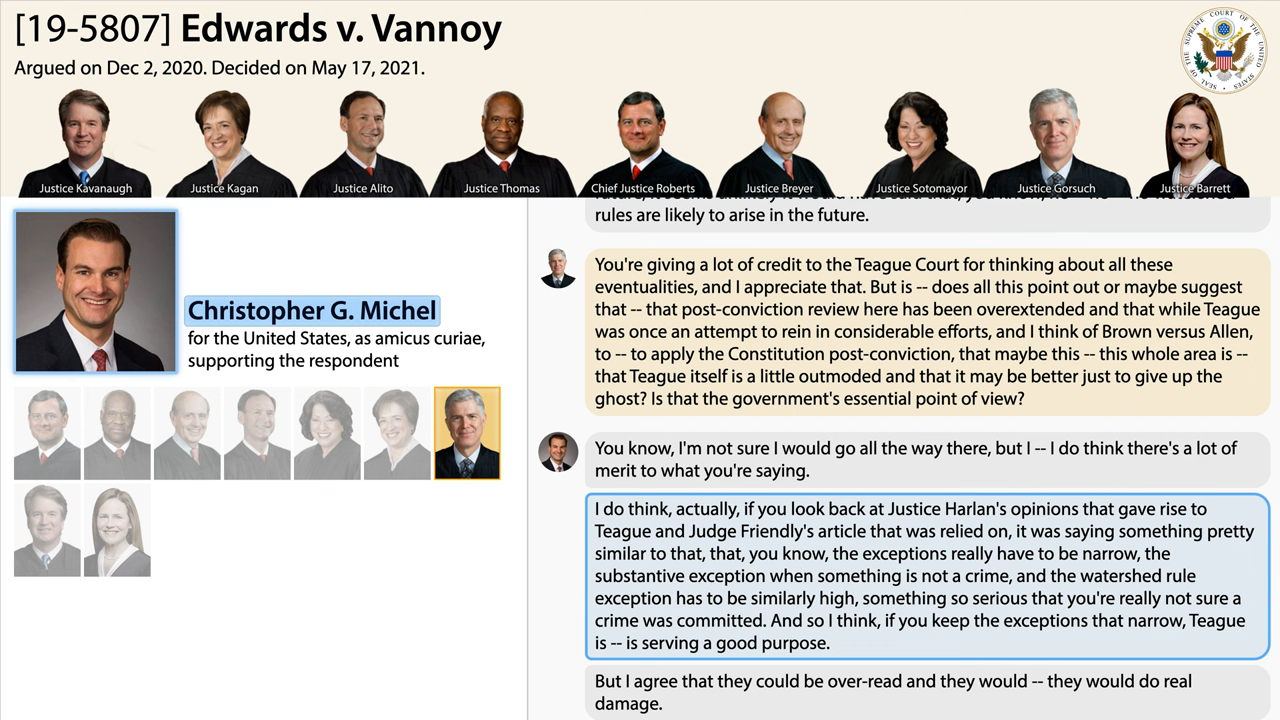 [19-5807] Edwards v. Vannoy
Argued on Dec 2, 2020. Decided on May 17, 2021.
SEAL OF THE SUPREME COURT OF THE UNITED STATES
Justice Kavanaugh
Justice Kagan
Justice Alito
Justice Thomas
Chief Justice Roberts
Justice Breyer
Justice Sotomayor
Justice Gorsuch
Justice Barrett
Christopher G. Michel
for the United States, as amicus curiae,
supporting the respondent
rules are likely to arise in the future.
You're giving a lot of credit to the Teague Court for thinking about all these
eventualities, and I appreciate that. But is -- does all this point out or maybe suggest
that -- that post-conviction review here has been overextended and that while Teague
was once an attempt to rein in considerable efforts, and I think of Brown versus Allen,
to -- to apply the Constitution post-conviction, that maybe this -- this whole area is --
that Teague itself is a little outmoded and that it may be better just to give up the
ghost? Is that the government's essential point of view?
You know, I'm not sure I would go all the way there, but I -- I do think there's a lot of
merit to what you're saying.
I do think, actually, if you look back at Justice Harlan's opinions that gave rise to
Teague and Judge Friendly's article that was relied on, it was saying something pretty
similar to that, that, you know, the exceptions really have to be narrow, the
substantive exception when something is not a crime, and the watershed rule
exception has to be similarly high, something so serious that you're really not sure a
crime was committed. And so I think, if you keep the exceptions that narrow, Teague
is -- is serving a good purpose.
But I agree that they could be over-read and they would -- they would do real
damage.